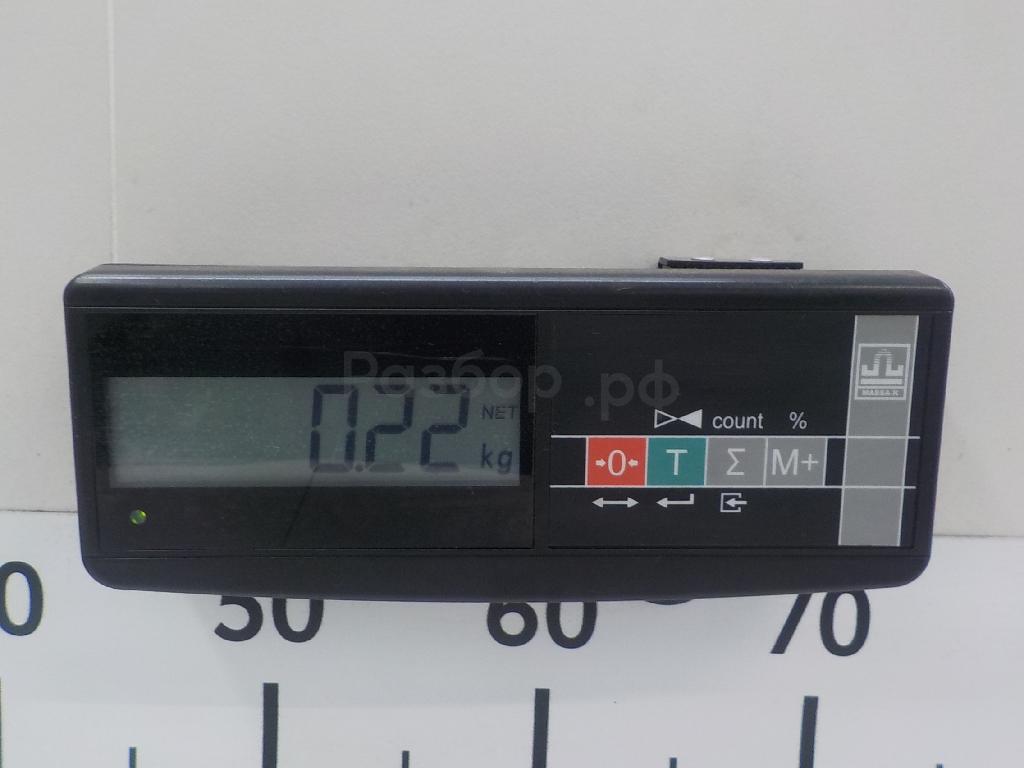 Разбор.рф
0.22 NET kg
count %
→0← T Σ M+
MASSA-K
0 50 60 70